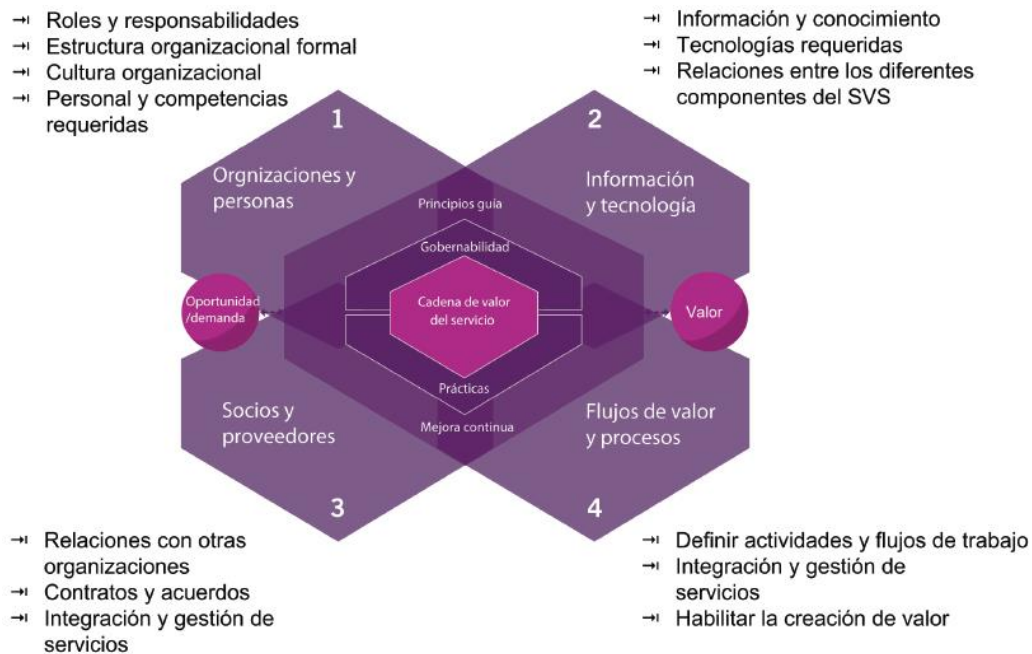 Roles y responsabilidades
Estructura organizacional formal
Cultura organizacional
Personal y competencias
requeridas
Información y conocimiento
Tecnologías requeridas
Relaciones entre los diferentes
componentes del SVS
1
2
Orgnizaciones y
personas
Información
y tecnología
Principios guía
Gobernabilidad
Oportunidad
/demanda
Cadena de valor
del servicio
Valor
Prácticas
Mejora continua
Socios y
proveedores
Flujos de valor
y procesos
3
4
Relaciones con otras
organizaciones
Contratos y acuerdos
Integración y gestión de
servicios
Definir actividades y flujos de trabajo
Integración y gestión de
servicios
Habilitar la creación de valor